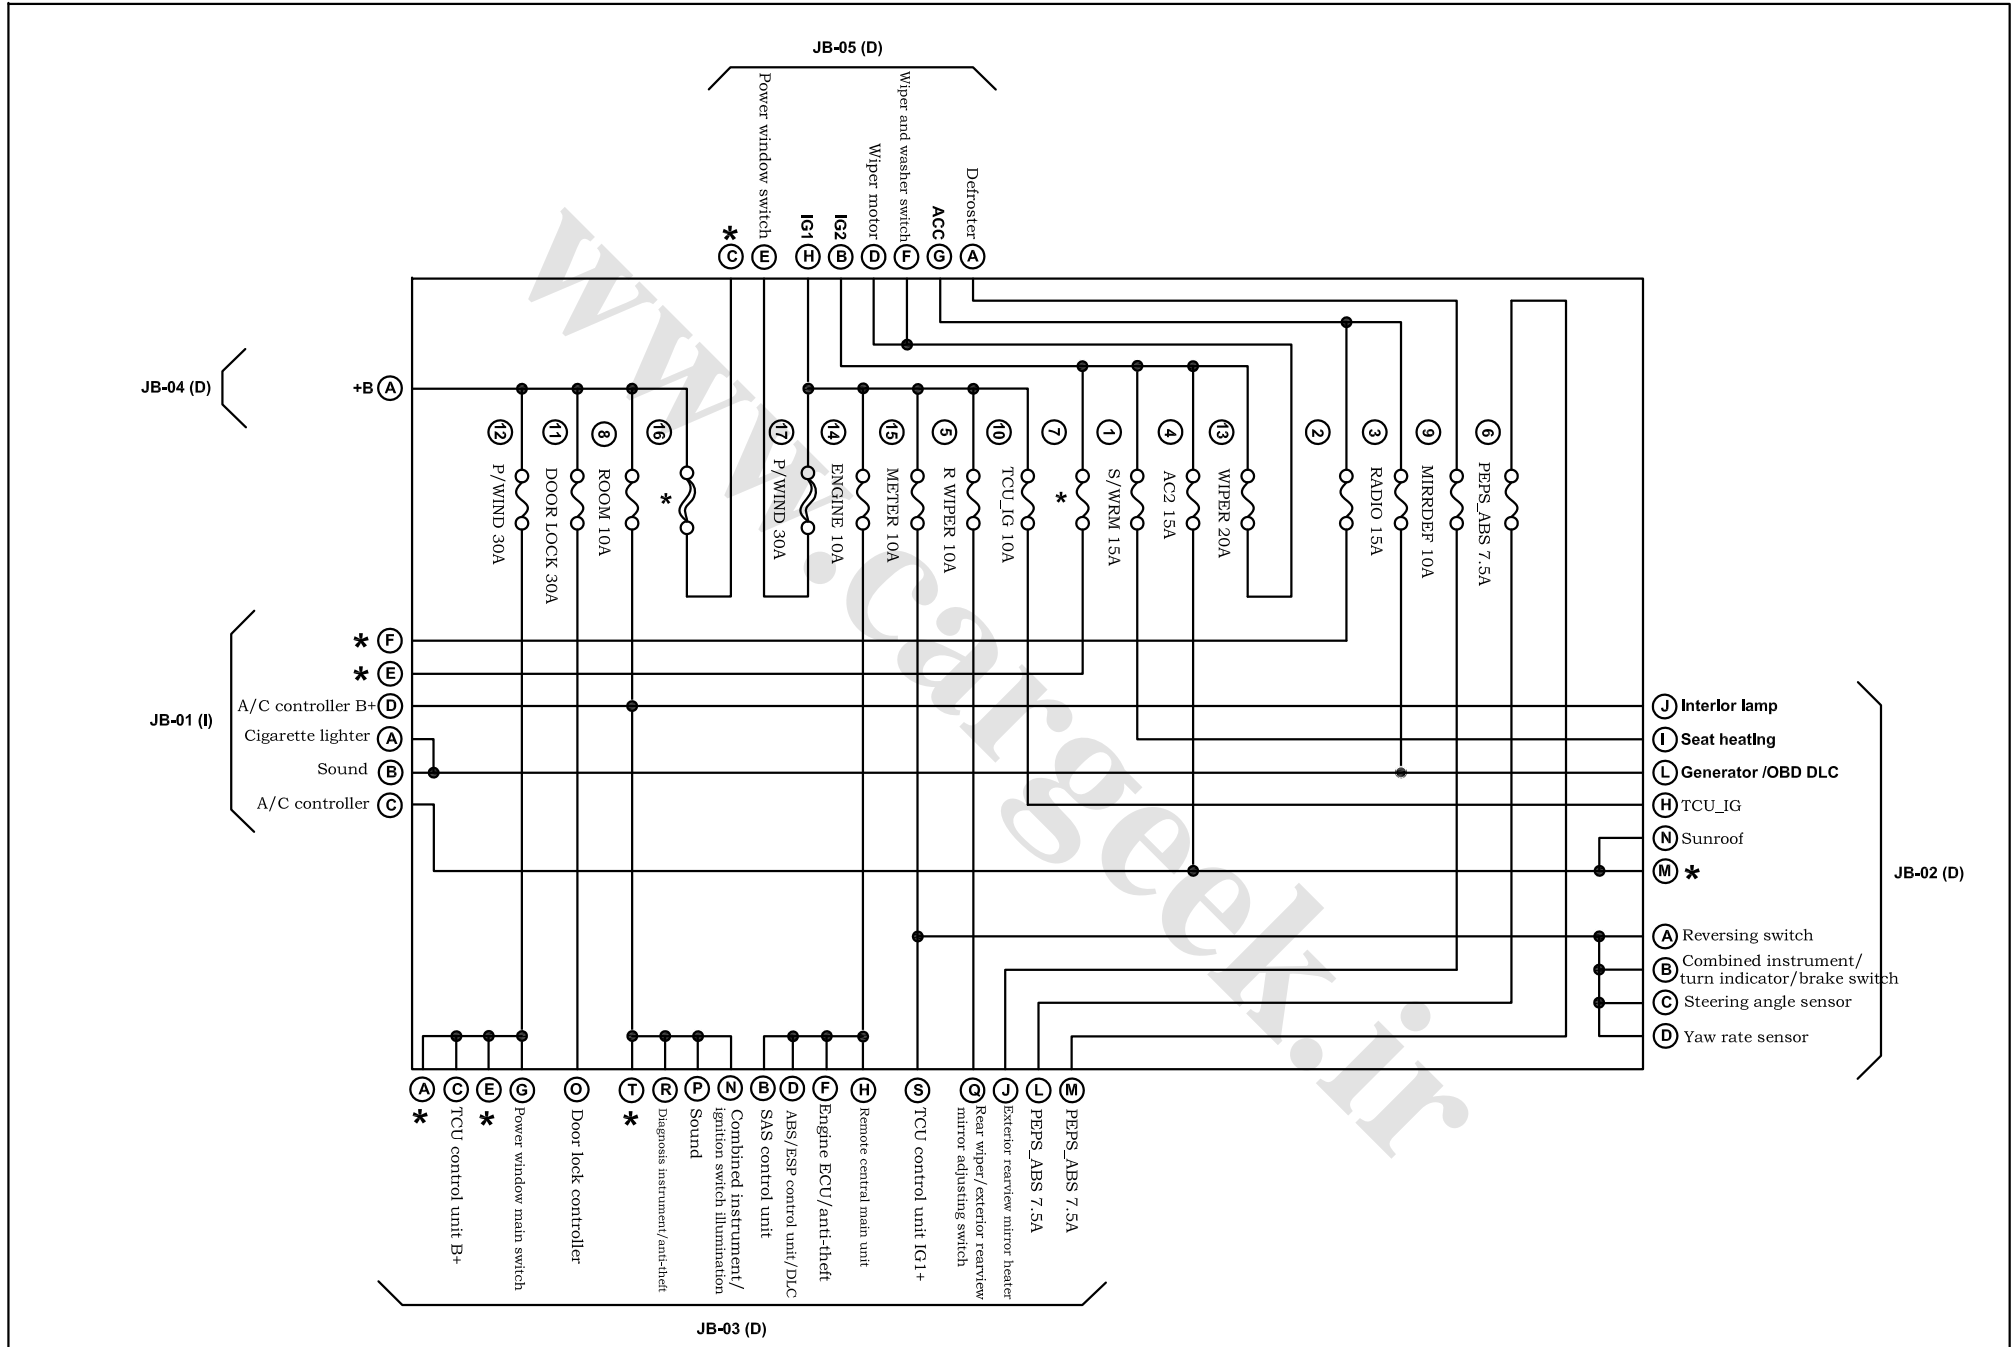 JB-05 (D)
Power window switch
Wiper motor
Wiper and washer switch
Defroster
* IG1 IG2 ACC
C E H B D F G A
JB-04 (D)
+B A
12 P/WIND 30A
11 DOOR LOCK 30A
8 ROOM 10A
16 *
17 P/WIND 30A
14 ENGINE 10A
15 METER 10A
5 R WIPER 10A
10 TCU_IG 10A
7 *
1 S/WRM 15A
4 AC2 15A
13 WIPER 20A
2
3 RADIO 15A
9 MIRRDEF 10A
6 PEPS_ABS 7.5A
JB-01 (I)
* F
* E
A/C controller B+ D
Cigarette lighter A
Sound B
A/C controller C
J Interior lamp
I Seat heating
L Generator /OBD DLC
H TCU_IG
N Sunroof
M *
A Reversing switch
B Combined instrument/
turn indicator/brake switch
C Steering angle sensor
D Yaw rate sensor
JB-02 (D)
A *
C TCU control unit B+
E *
G Power window main switch
O Door lock controller
T *
R Diagnosis instrument/anti-theft
P Sound
N Combined instrument/
ignition switch illumination
B SAS control unit
D ABS/ESP control unit/DLC
F Engine ECU/anti-theft
H Remote central main unit
S TCU control unit IG1+
Q Rear wiper/exterior rearview
mirror adjusting switch
J Exterior rearview mirror heater
L PEPS_ABS 7.5A
M PEPS_ABS 7.5A
JB-03 (D)
www.cargeek.ir